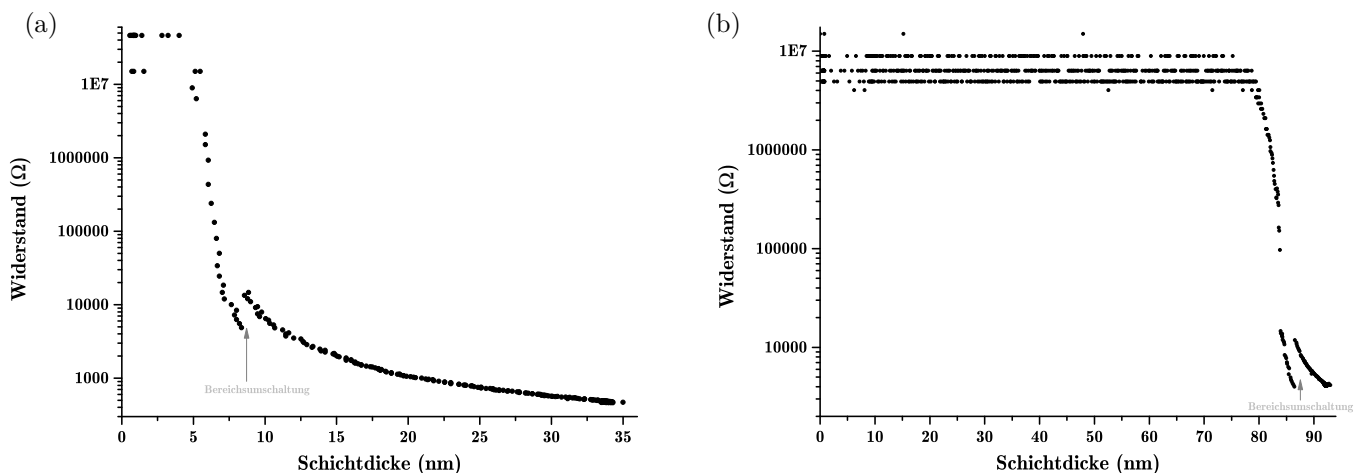 (a)
Widerstand (Ω)
1E7
1000000
100000
10000
1000
Bereichsumschaltung
0 5 10 15 20 25 30 35
Schichtdicke (nm)
(b)
Widerstand (Ω)
1E7
1000000
100000
10000
Bereichsumschaltung
0 10 20 30 40 50 60 70 80 90
Schichtdicke (nm)